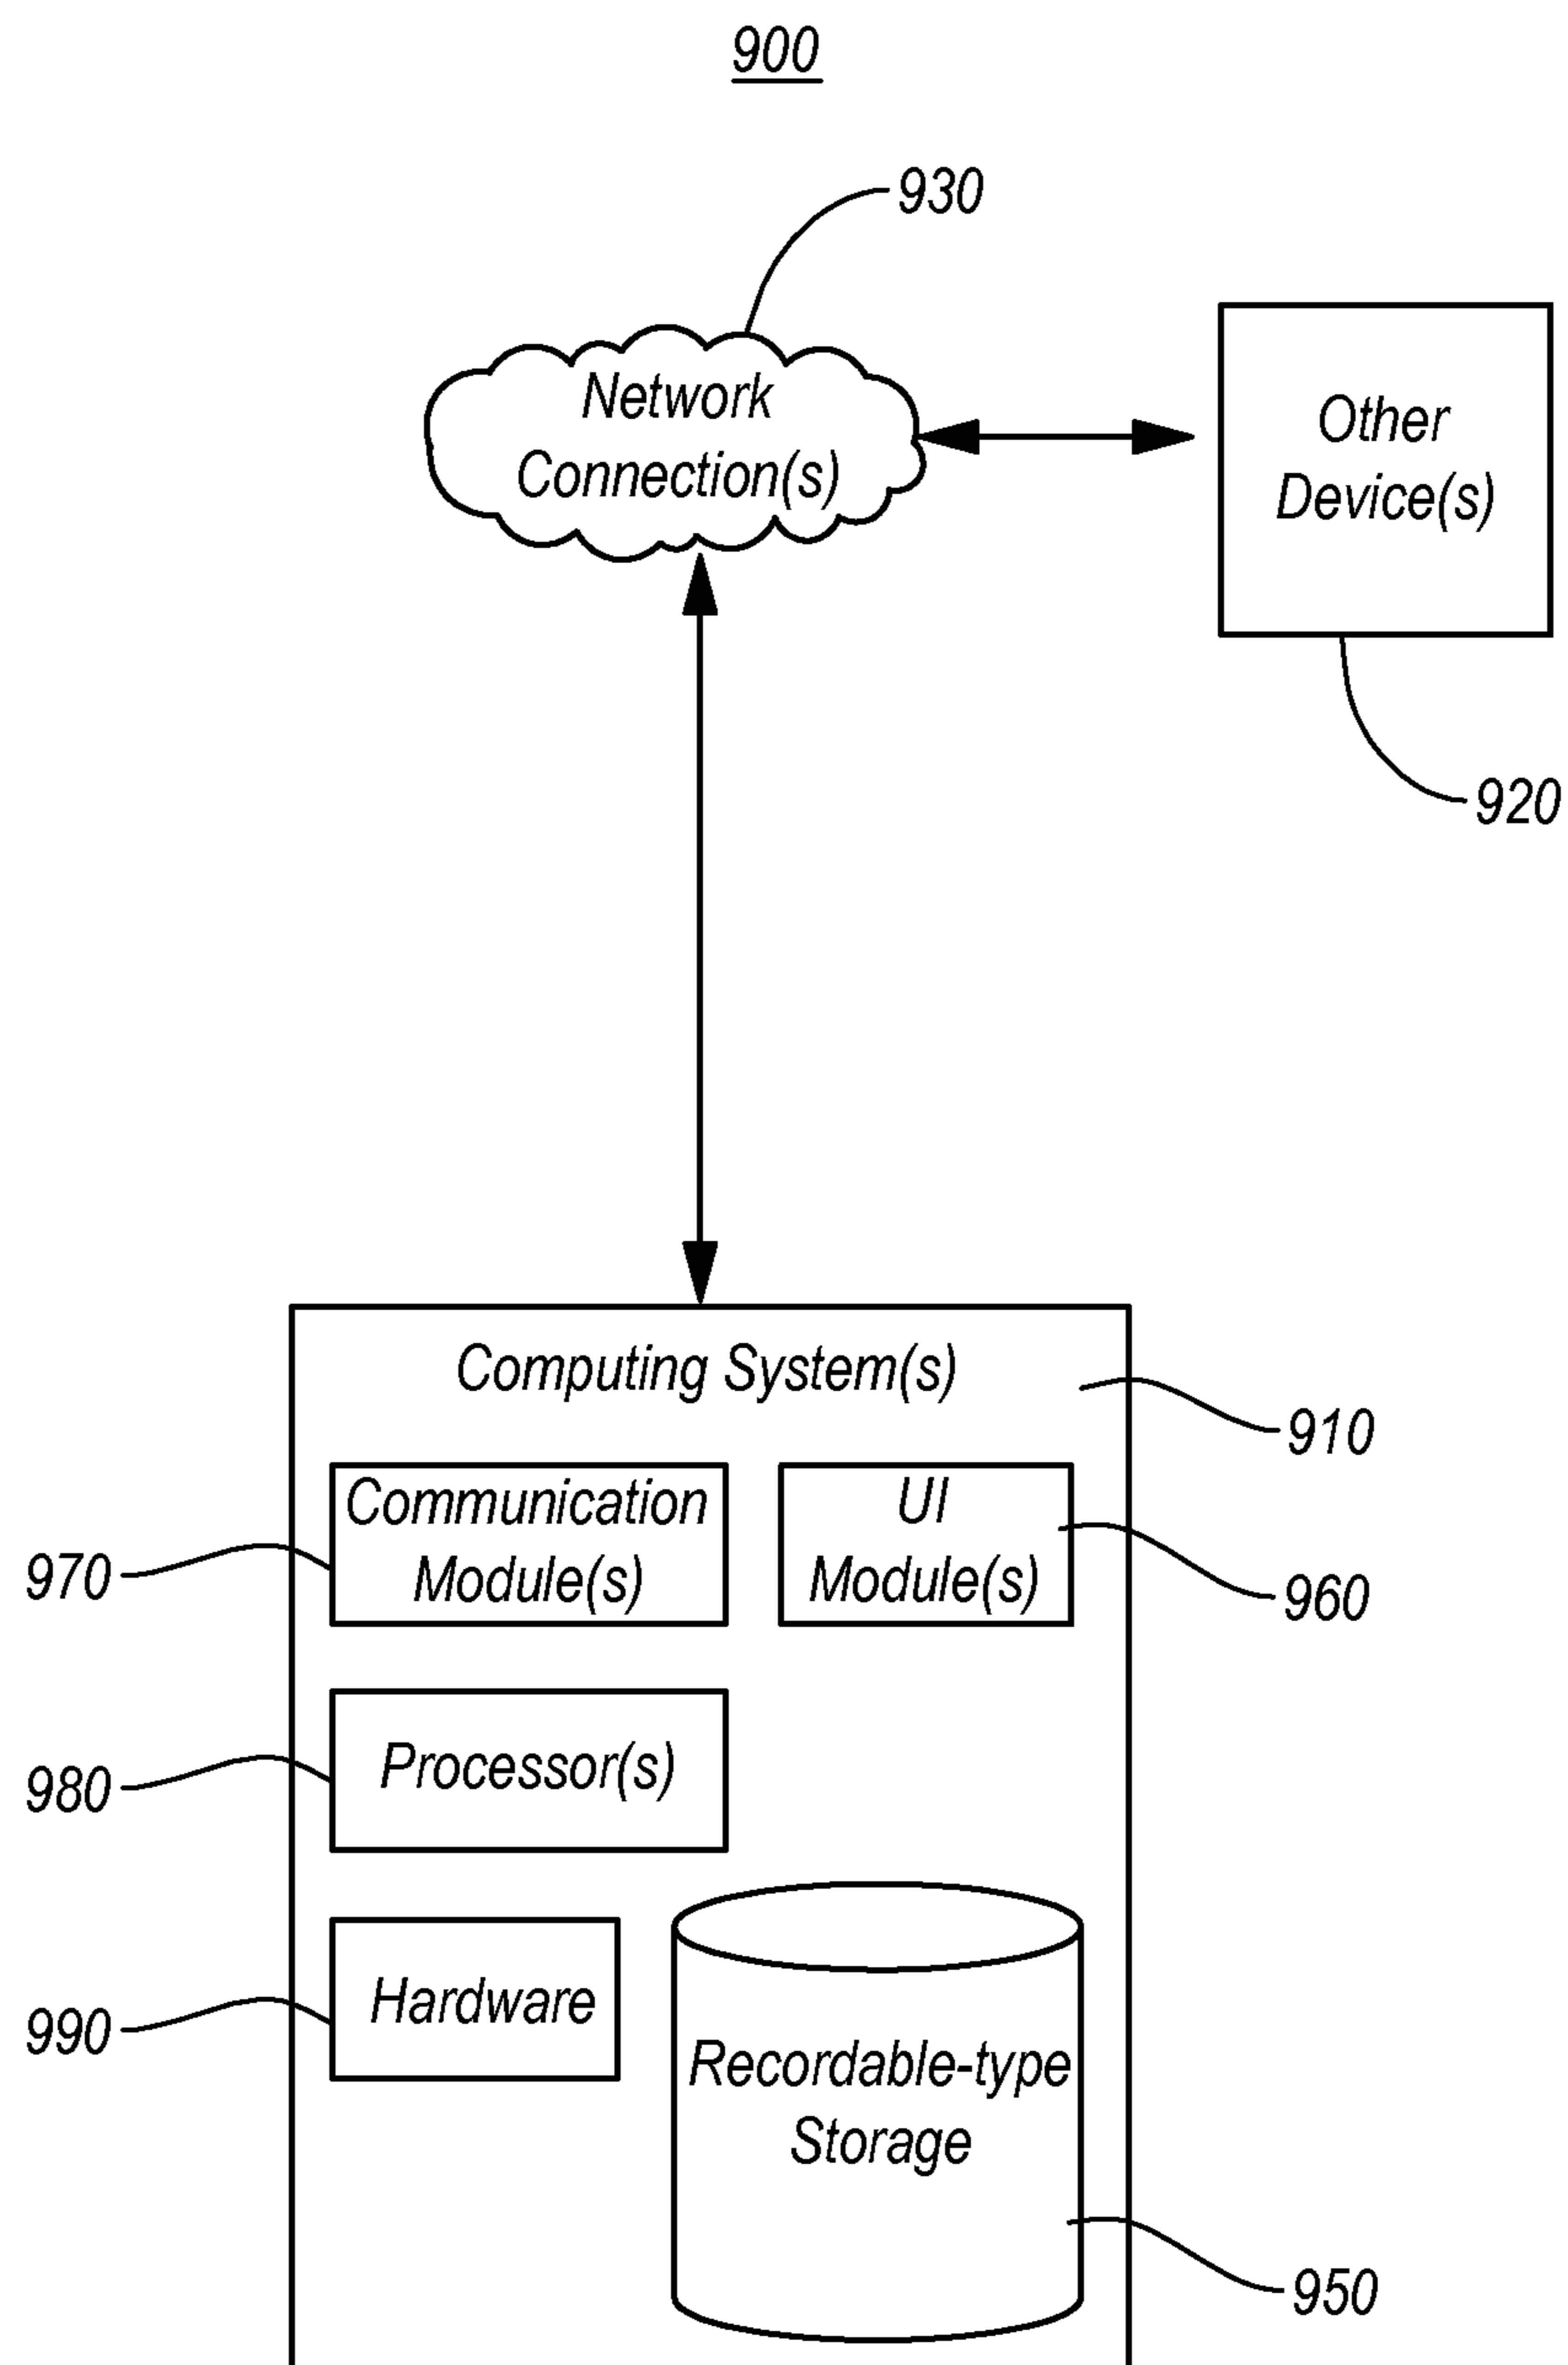 900
930
Network
Connection(s)
Other
Device(s)
920
Computing System(s)
910
Communication
Module(s)
UI
Module(s)
970
960
Processor(s)
980
Hardware
990
Recordable-type
Storage
950